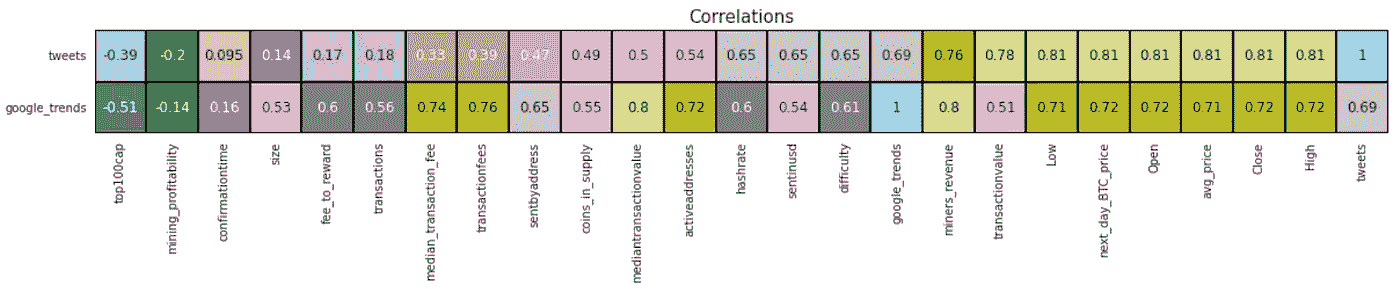 Correlations
tweets -0.39 -0.2 0.095 0.14 0.17 0.18 0.33 0.39 0.47 0.49 0.5 0.54 0.65 0.65 0.65 0.69 0.76 0.78 0.81 0.81 0.81 0.81 0.81 0.81 1
google_trends -0.51 -0.14 0.16 0.53 0.6 0.56 0.74 0.76 0.65 0.55 0.8 0.72 0.6 0.54 0.61 1 0.8 0.51 0.71 0.72 0.72 0.71 0.72 0.72 0.69
top100cap
mining_profitability
confirmationtime
size
fee_to_reward
transactions
median_transaction_fee
transactionfees
sentbyaddress
coins_in_supply
mediantransactionvalue
activeaddresses
hashrate
sentinusd
difficulty
google_trends
miners_revenue
transactionvalue
Low
next_day_BTC_price
Open
avg_price
Close
High
tweets